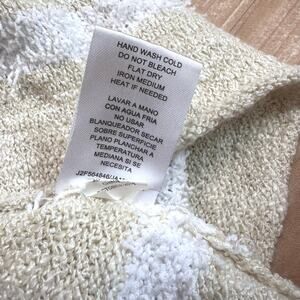 HAND WASH COLD
DO NOT BLEACH
FLAT DRY
IRON MEDIUM
HEAT IF NEEDED
LAVAR A MANO
CON AGUA FRIA
NO USAR
BLANQUEADOR SECAR
SOBRE SUPERFICIE
PLANO PLANCHAR A
TEMPERATURA
MEDIANA SI SE
NECESITA